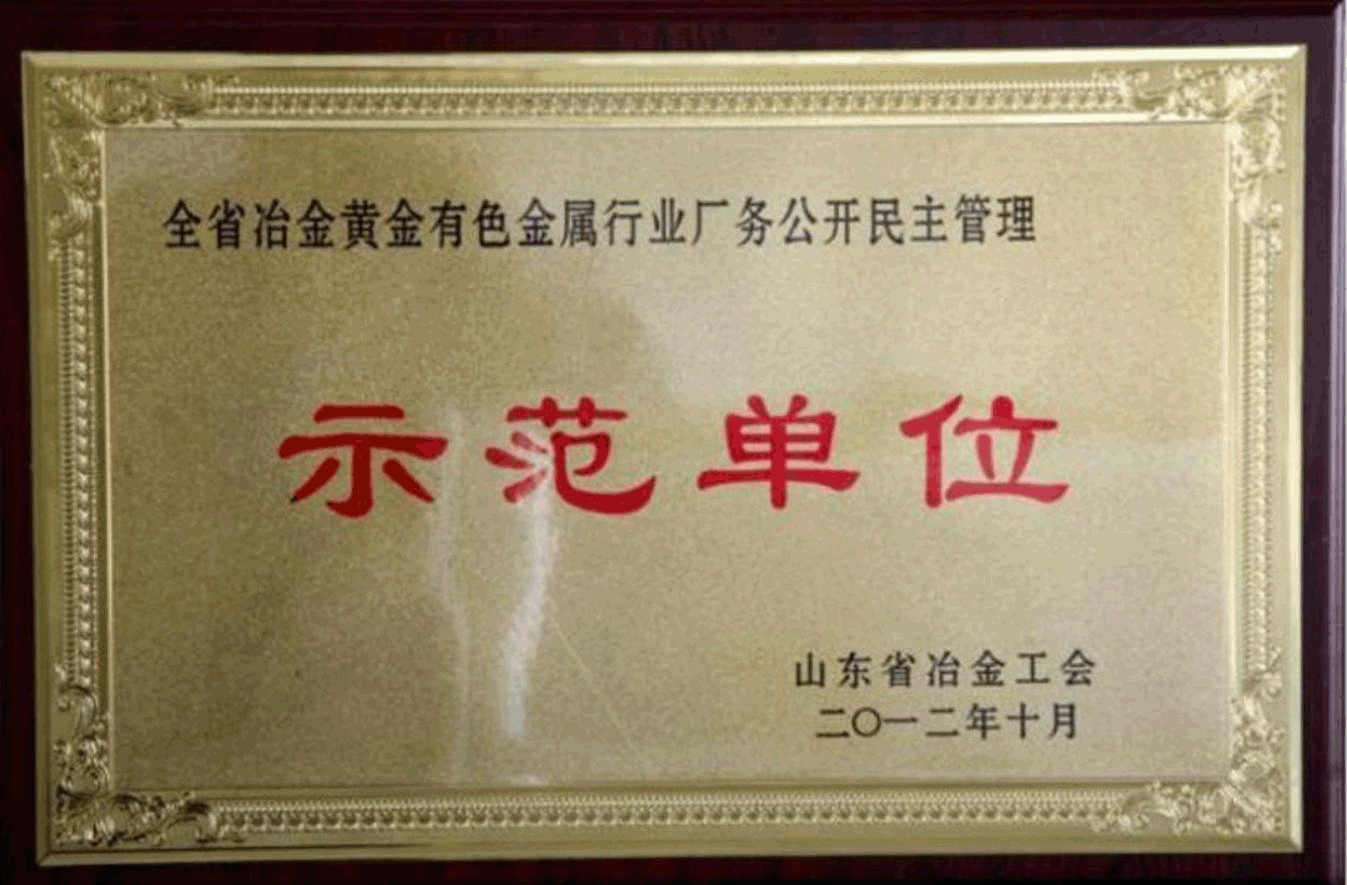 全省冶金黄金有色金属行业厂务公开民主管理
示范单位
山东省冶金工会
二〇一二年十月